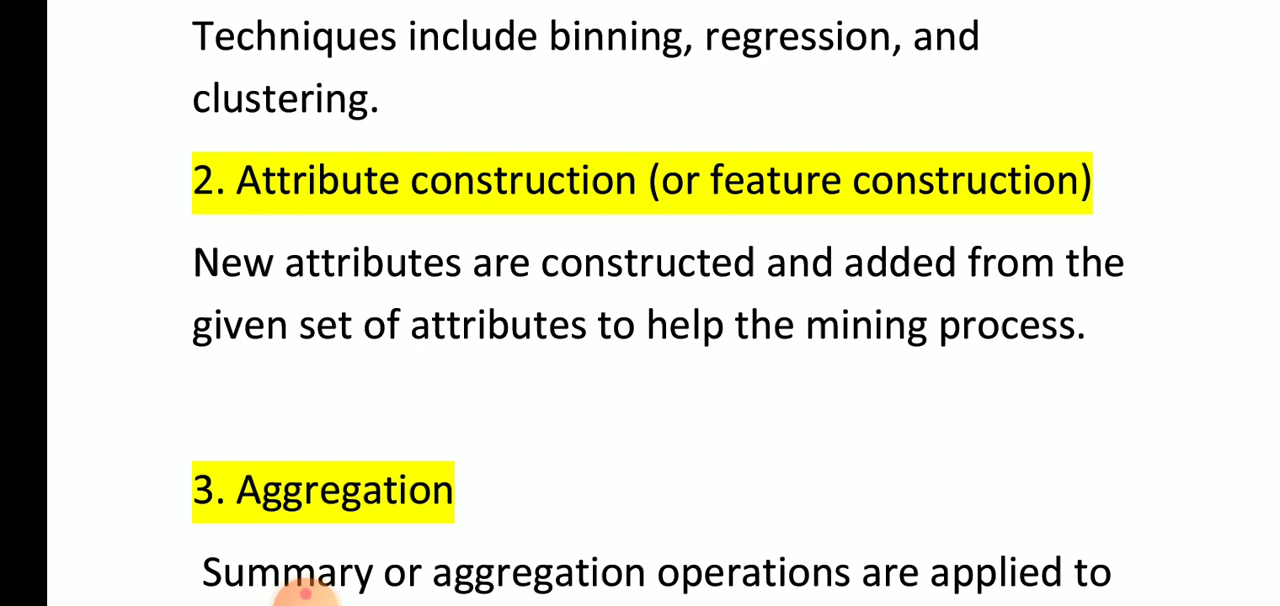 Techniques include binning, regression, and
clustering.
2. Attribute construction (or feature construction)
New attributes are constructed and added from the
given set of attributes to help the mining process.
3. Aggregation
Summary or aggregation operations are applied to